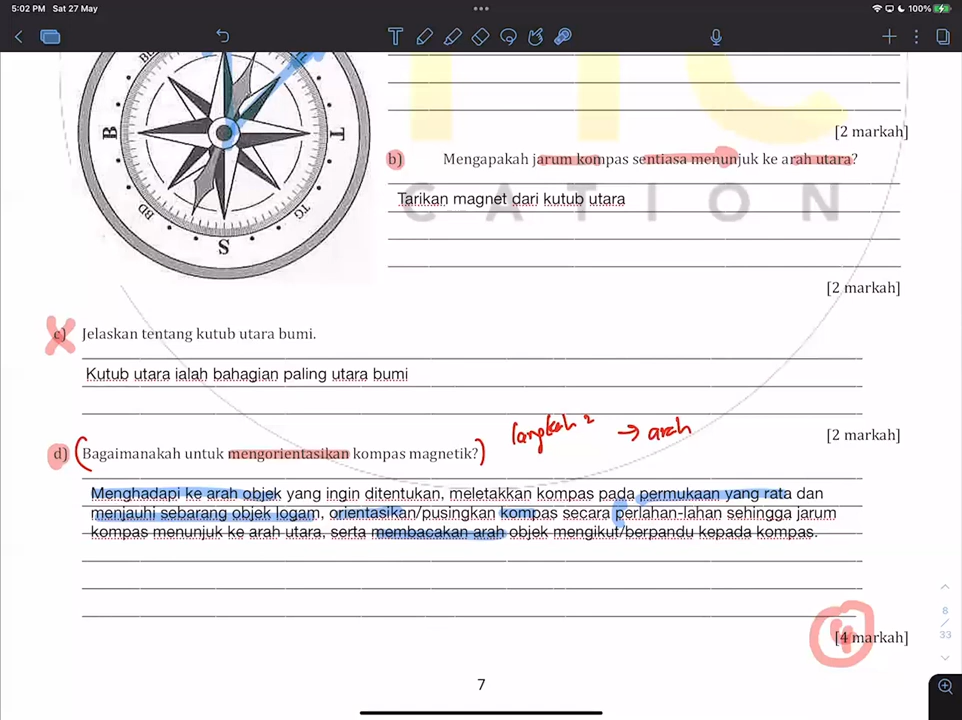 5:02 PM Sat 27 May
100%
T
B
T
BD
TG
S
[2 markah]
b) Mengapakah jarum kompas sentiasa menunjuk ke arah utara?
Tarikan magnet dari kutub utara
CATION
[2 markah]
c) Jelaskan tentang kutub utara bumi.
Kutub utara ialah bahagian paling utara bumi
langkah 2 → arah
[2 markah]
d) (Bagaimanakah untuk mengorientasikan kompas magnetik?)
Menghadapi ke arah objek yang ingin ditentukan, meletakkan kompas pada permukaan yang rata dan
menjauhi sebarang objek logam, orientasikan/pusingkan kompas secara perlahan-lahan sehingga jarum
kompas menunjuk ke arah utara, serta membacakan arah objek mengikut/berpandu kepada kompas.
8
/
33
[4 markah]
7